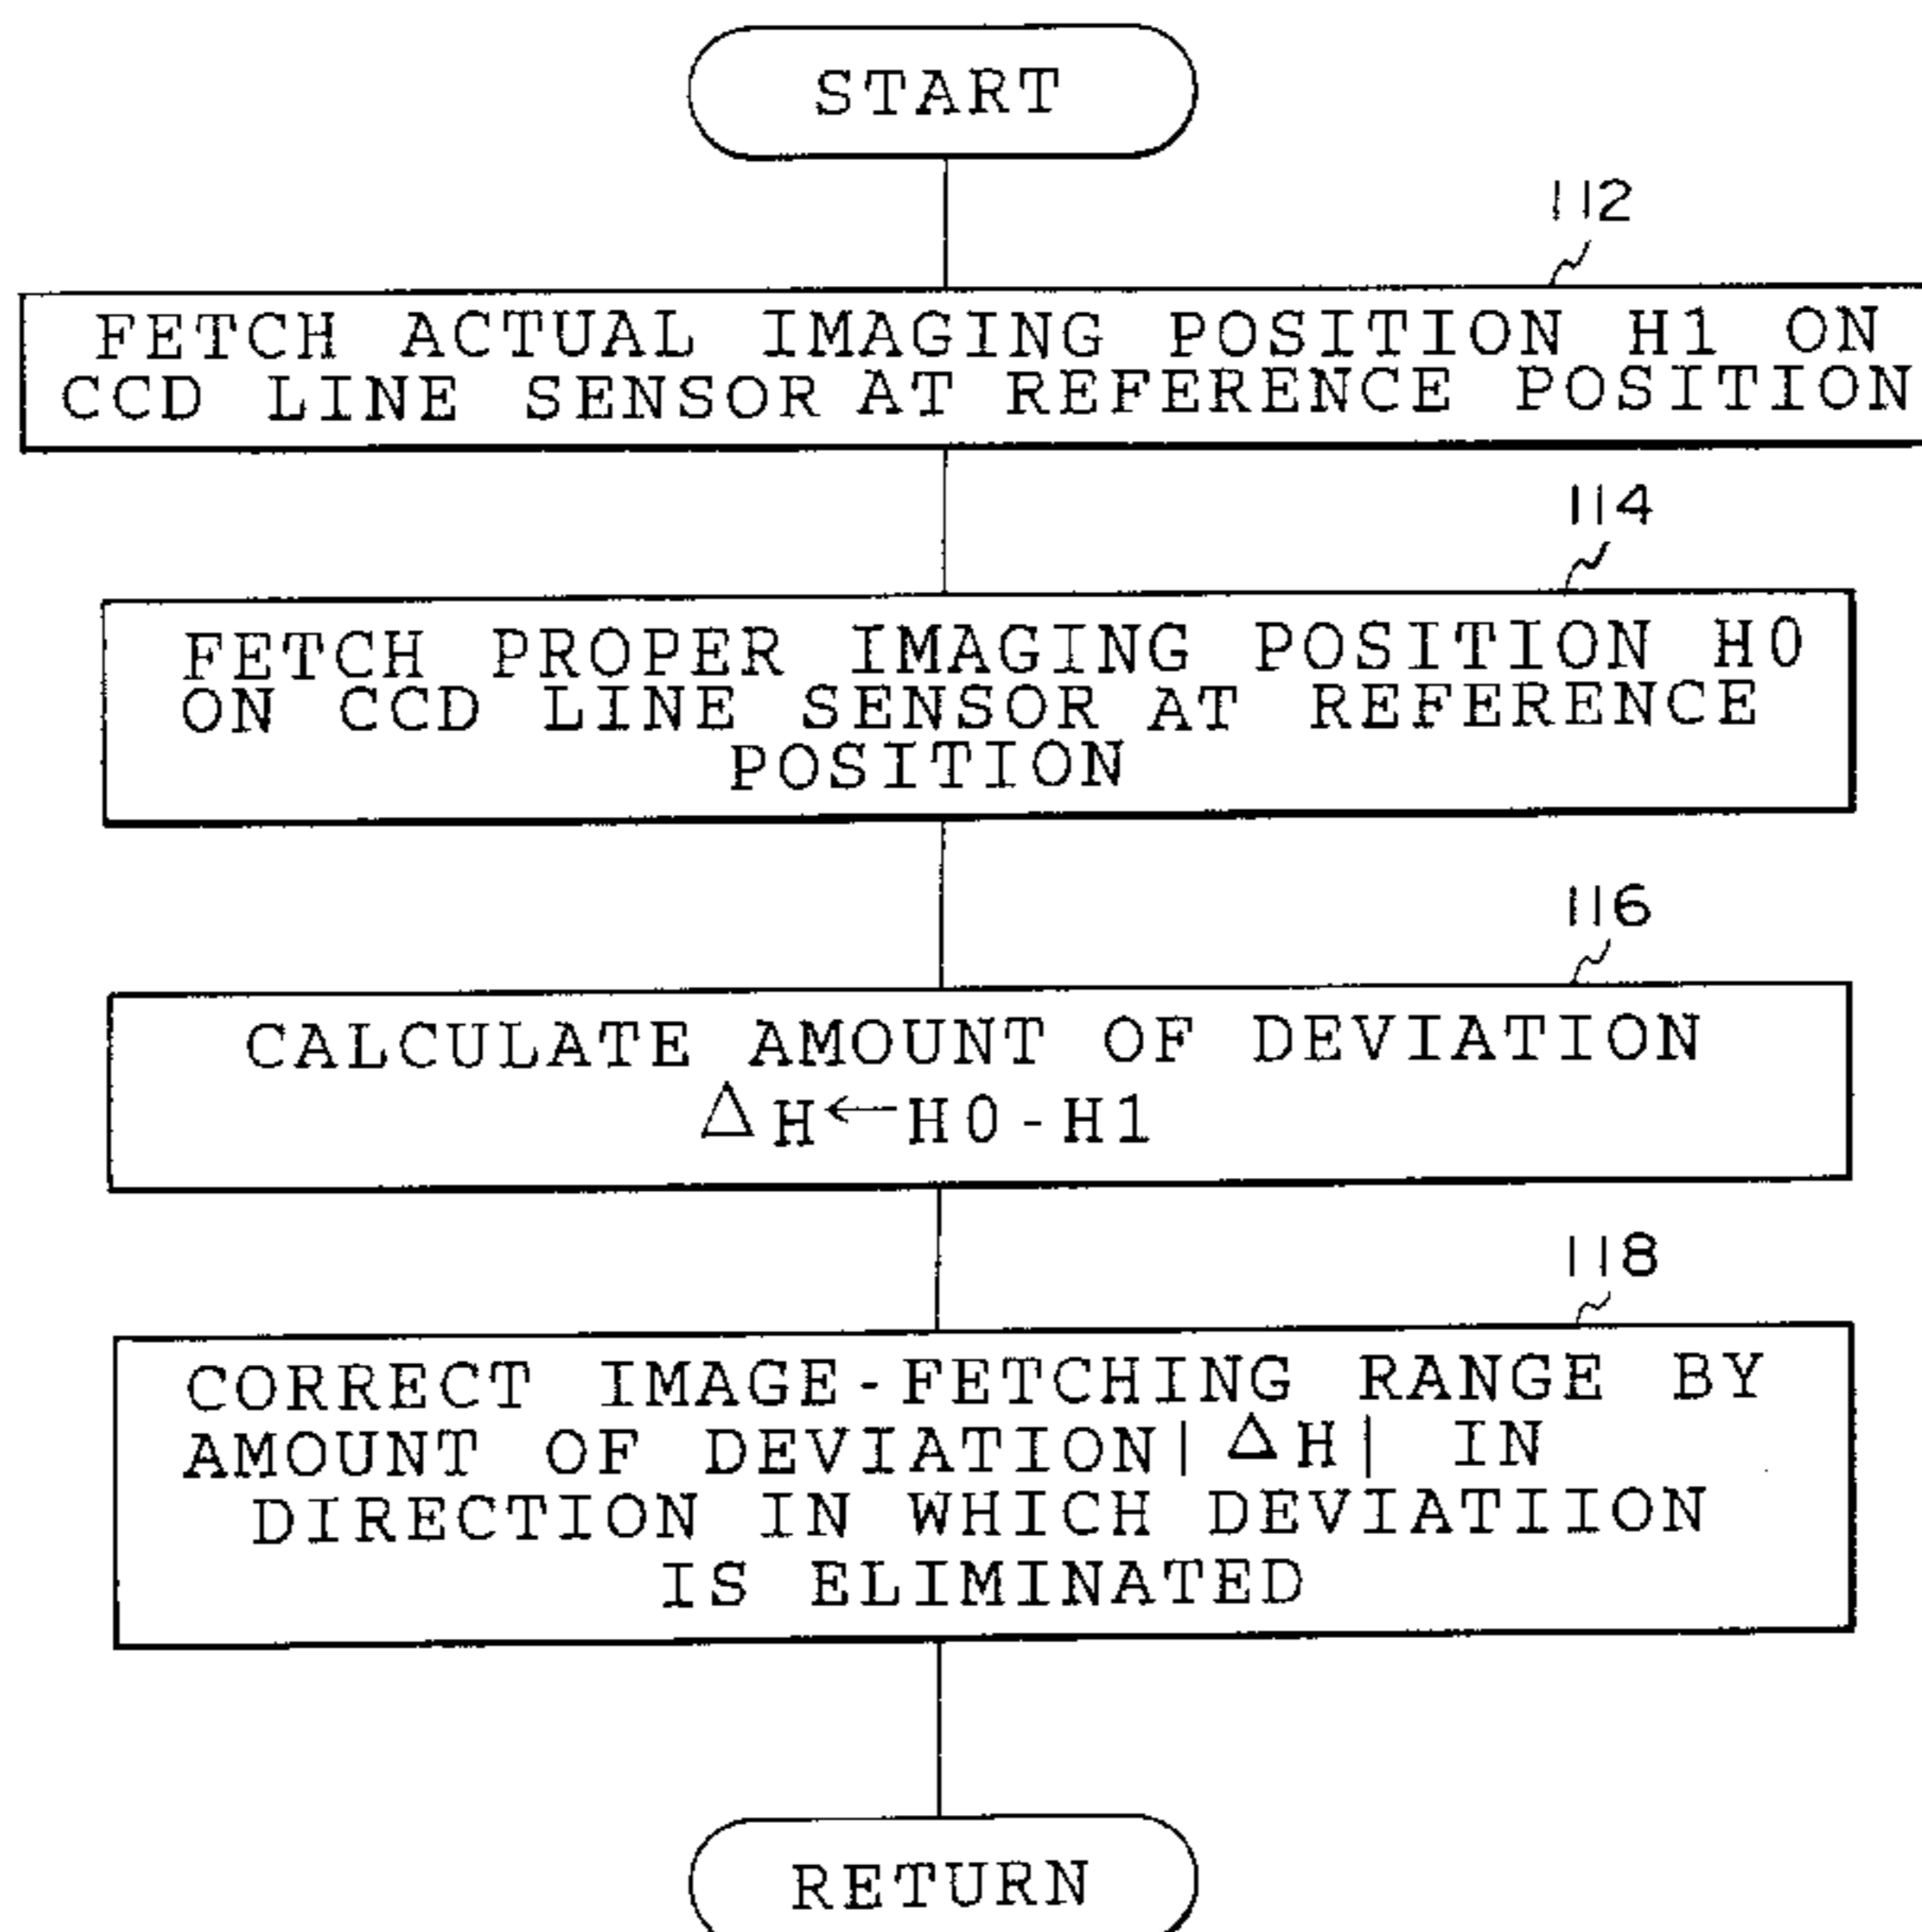 START
112
FETCH ACTUAL IMAGING POSITION H1 ON
CCD LINE SENSOR AT REFERENCE POSITION
114
FETCH PROPER IMAGING POSITION H0
ON CCD LINE SENSOR AT REFERENCE
POSITION
116
CALCULATE AMOUNT OF DEVIATION
△H←H0-H1
118
CORRECT IMAGE-FETCHING RANGE BY
AMOUNT OF DEVIATION|△H| IN
DIRECTION IN WHICH DEVIATIION
IS ELIMINATED
RETURN